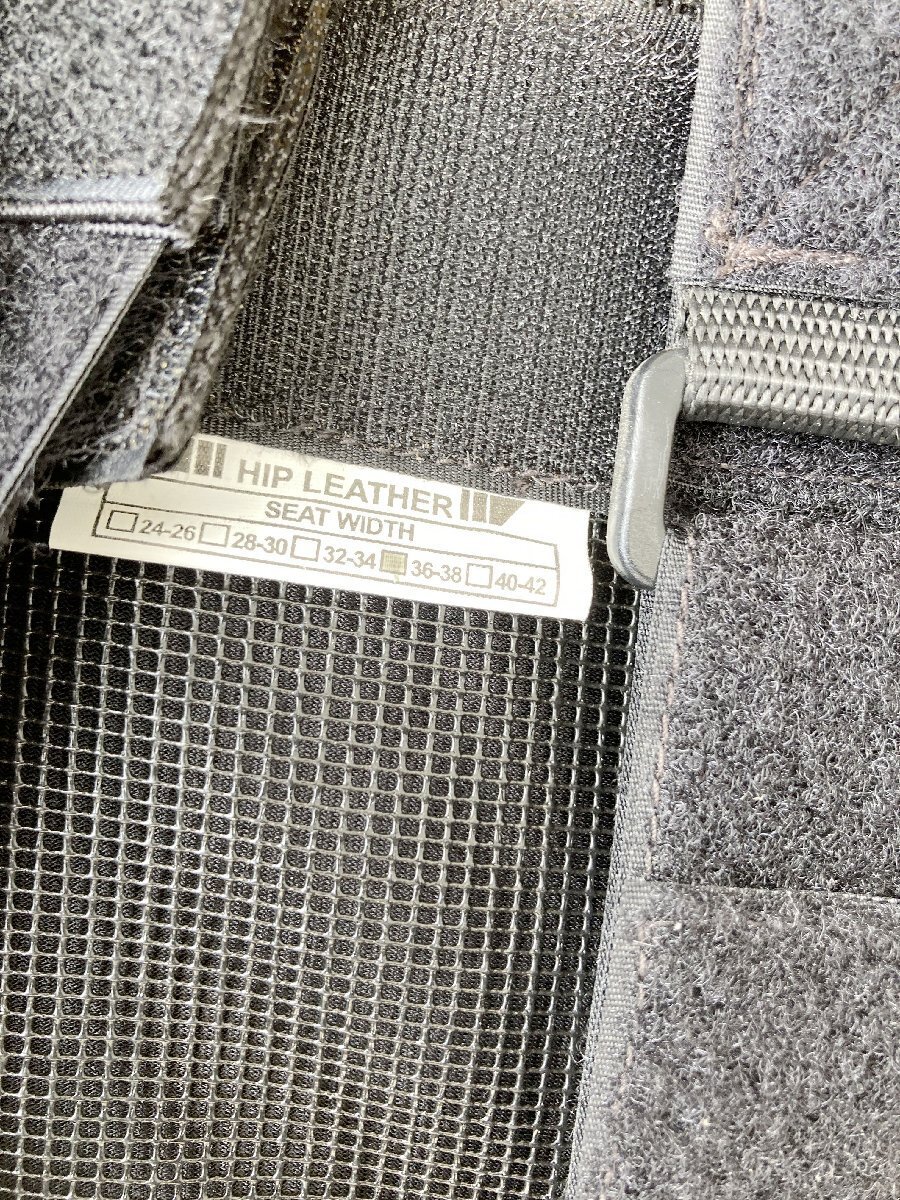 HIP LEATHER
SEAT WIDTH
24-26 28-30 32-34 36-38 40-42